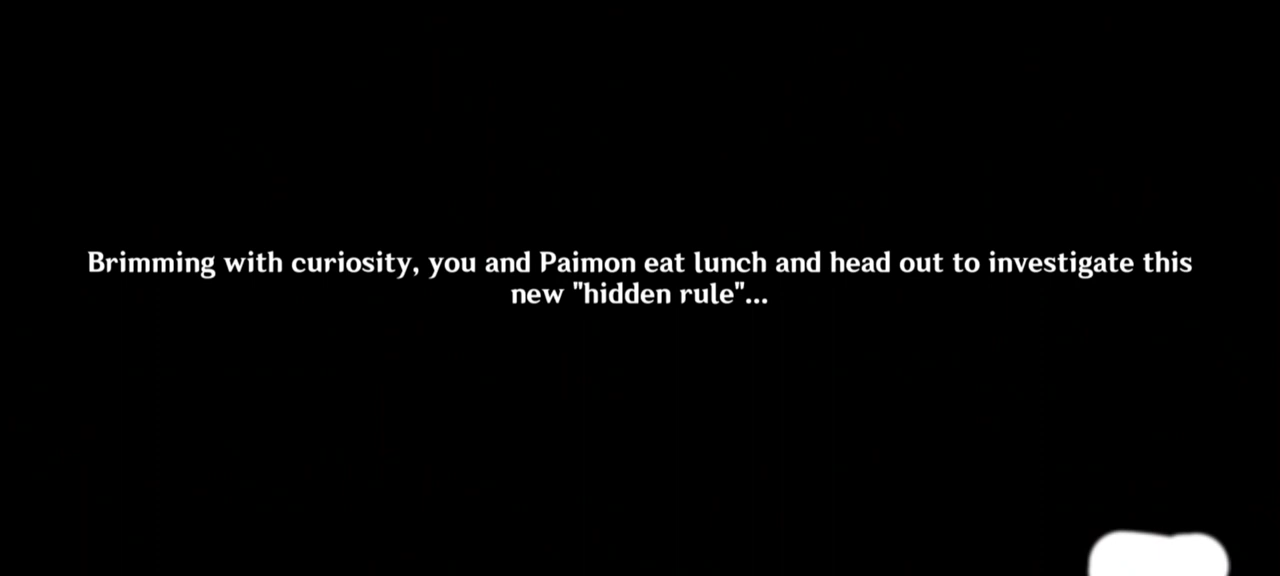 Brimming with curiosity, you and Paimon eat lunch and head out to investigate this
new "hidden rule"...